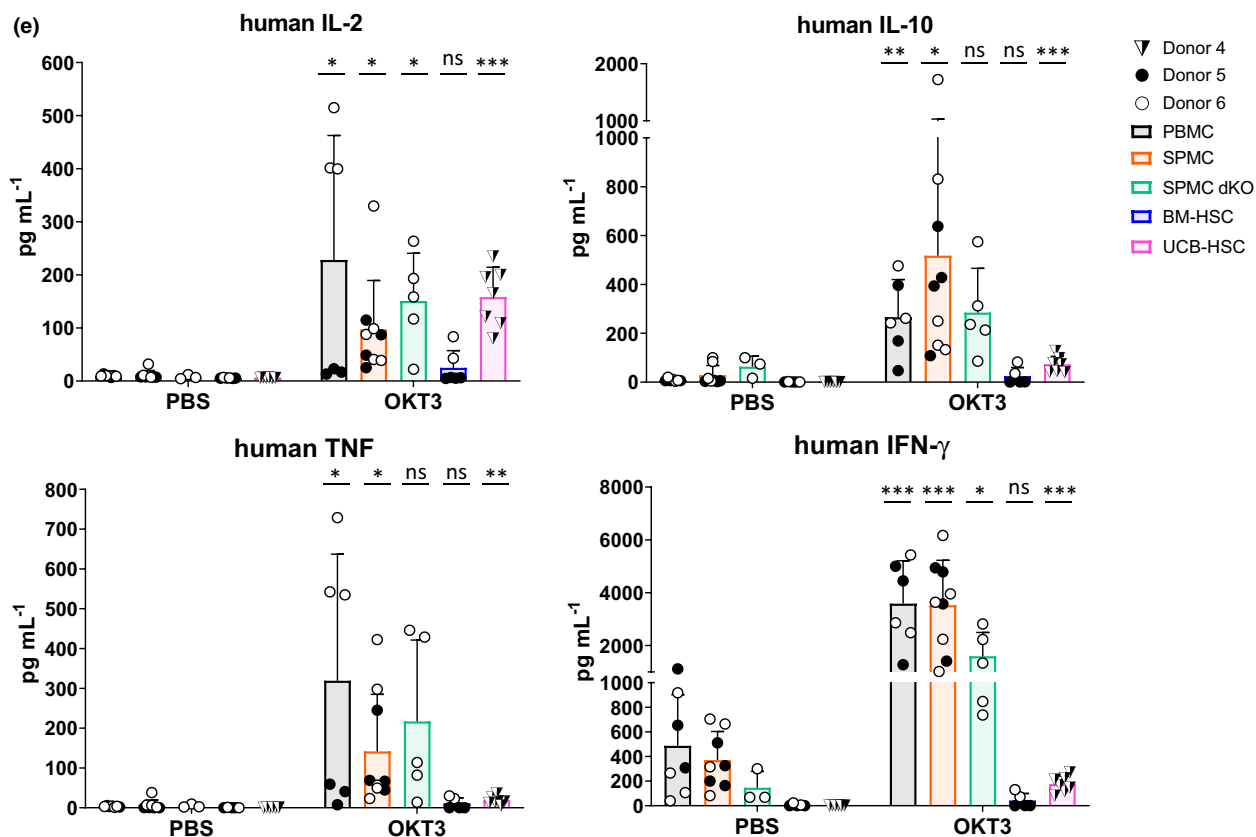 (e)
human IL-2
pg mL⁻¹
600
500
400
300
200
100
0
* * * ns ***
PBS OKT3
human IL-10
pg mL⁻¹
2000
1000
1000
800
600
400
200
0
** * ns ns ***
PBS OKT3
Donor 4
Donor 5
Donor 6
PBMC
SPMC
SPMC dKO
BM-HSC
UCB-HSC
human TNF
pg mL⁻¹
800
700
600
500
400
300
200
100
0
* * ns ns **
PBS OKT3
human IFN-γ
pg mL⁻¹
8000
6000
4000
2000
1000
800
600
400
200
0
*** *** * ns ***
PBS OKT3